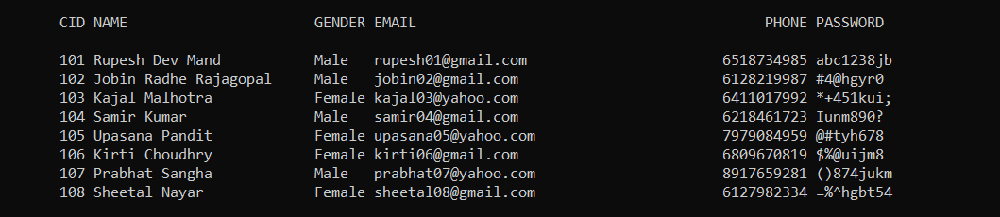 CID NAME GENDER EMAIL PHONE PASSWORD
---------- ------------------------- ------ ---------------------------------------- ---------- ---------------
101 Rupesh Dev Mand Male rupesh01@gmail.com 6518734985 abc1238jb
102 Jobin Radhe Rajagopal Male jobin02@gmail.com 6128219987 #4@hgyr0
103 Kajal Malhotra Female kajal03@yahoo.com 6411017992 *+451kui;
104 Samir Kumar Male samir04@gmail.com 6218461723 Iunm890?
105 Upasana Pandit Female upasana05@yahoo.com 7979084959 @#tyh678
106 Kirti Choudhry Female kirti06@gmail.com 6809670819 $%@uijm8
107 Prabhat Sangha Male prabhat07@yahoo.com 8917659281 ()874jukm
108 Sheetal Nayar Female sheetal08@gmail.com 6127982334 =%^hgbt54